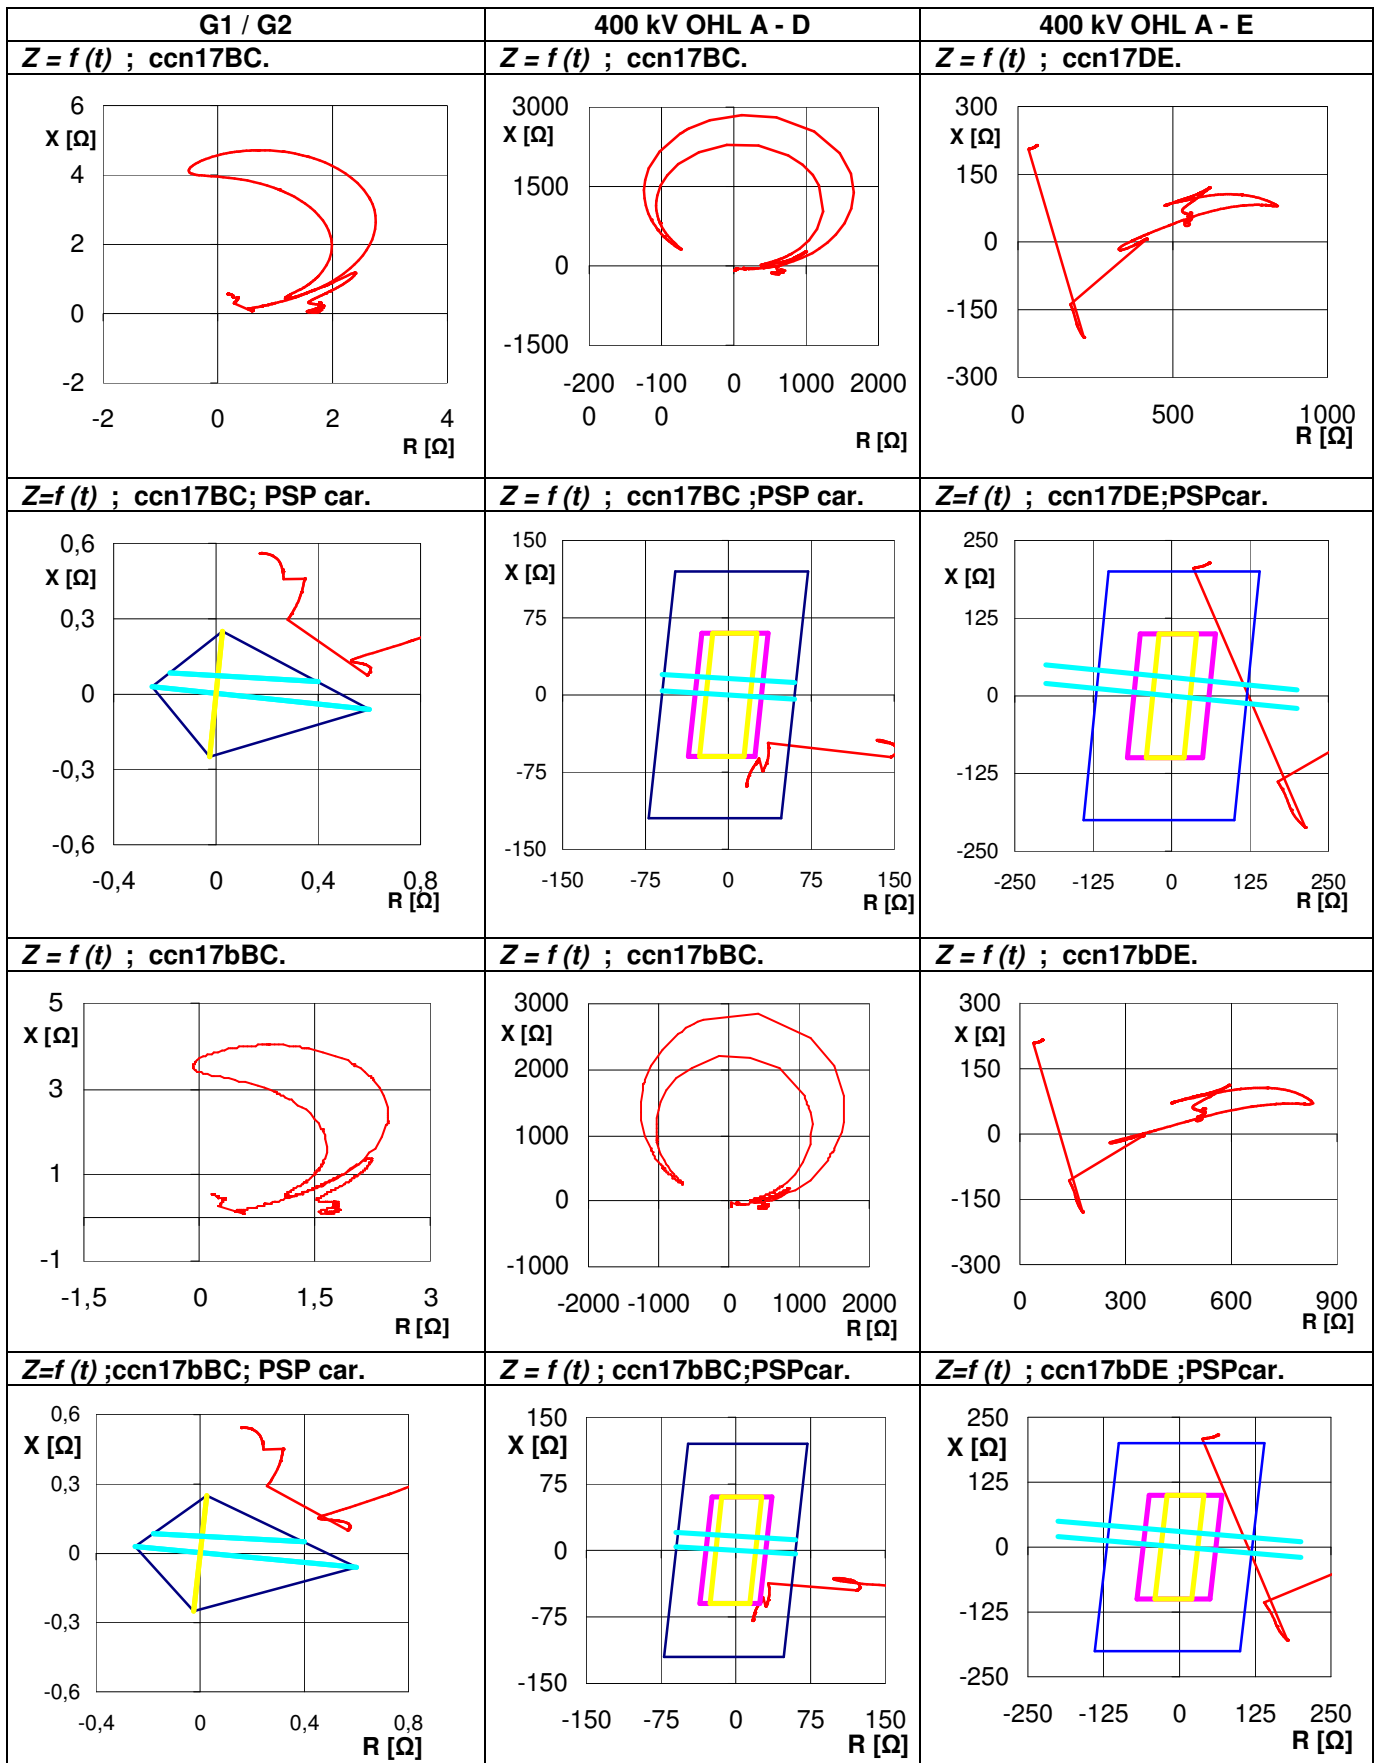 G1 / G2 400 kV OHL A - D 400 kV OHL A - E
Z = f (t) ; ccn17BC. Z = f (t) ; ccn17BC. Z = f (t) ; ccn17DE.
6
X [Ω]
4
2
0
-2
-2 0 2 4
R [Ω]
3000
X [Ω]
1500
0
-1500
-200 -100 0 1000 2000
0 0
R [Ω]
300
X [Ω]
150
0
-150
-300
0 500 1000
R [Ω]
Z=f (t) ; ccn17BC; PSP car. Z = f (t) ; ccn17BC ;PSP car. Z=f (t) ; ccn17DE;PSPcar.
0,6
X [Ω]
0,3
0
-0,3
-0,6
-0,4 0 0,4 0,8
R [Ω]
150
X [Ω]
75
0
-75
-150
-150 -75 0 75 150
R [Ω]
250
X [Ω]
125
0
-125
-250
-250 -125 0 125 250
R [Ω]
Z = f (t) ; ccn17bBC. Z = f (t) ; ccn17bBC. Z = f (t) ; ccn17bDE.
5
X [Ω]
3
1
-1
-1,5 0 1,5 3
R [Ω]
3000
X [Ω]
2000
1000
0
-1000
-2000 -1000 0 1000 2000
R [Ω]
300
X [Ω]
150
0
-150
-300
0 300 600 900
R [Ω]
Z=f (t) ;ccn17bBC; PSP car. Z = f (t) ; ccn17bBC;PSPcar. Z=f (t) ; ccn17bDE ;PSPcar.
0,6
X [Ω]
0,3
0
-0,3
-0,6
-0,4 0 0,4 0,8
R [Ω]
150
X [Ω]
75
0
-75
-150
-150 -75 0 75 150
R [Ω]
250
X [Ω]
125
0
-125
-250
-250 -125 0 125 250
R [Ω]